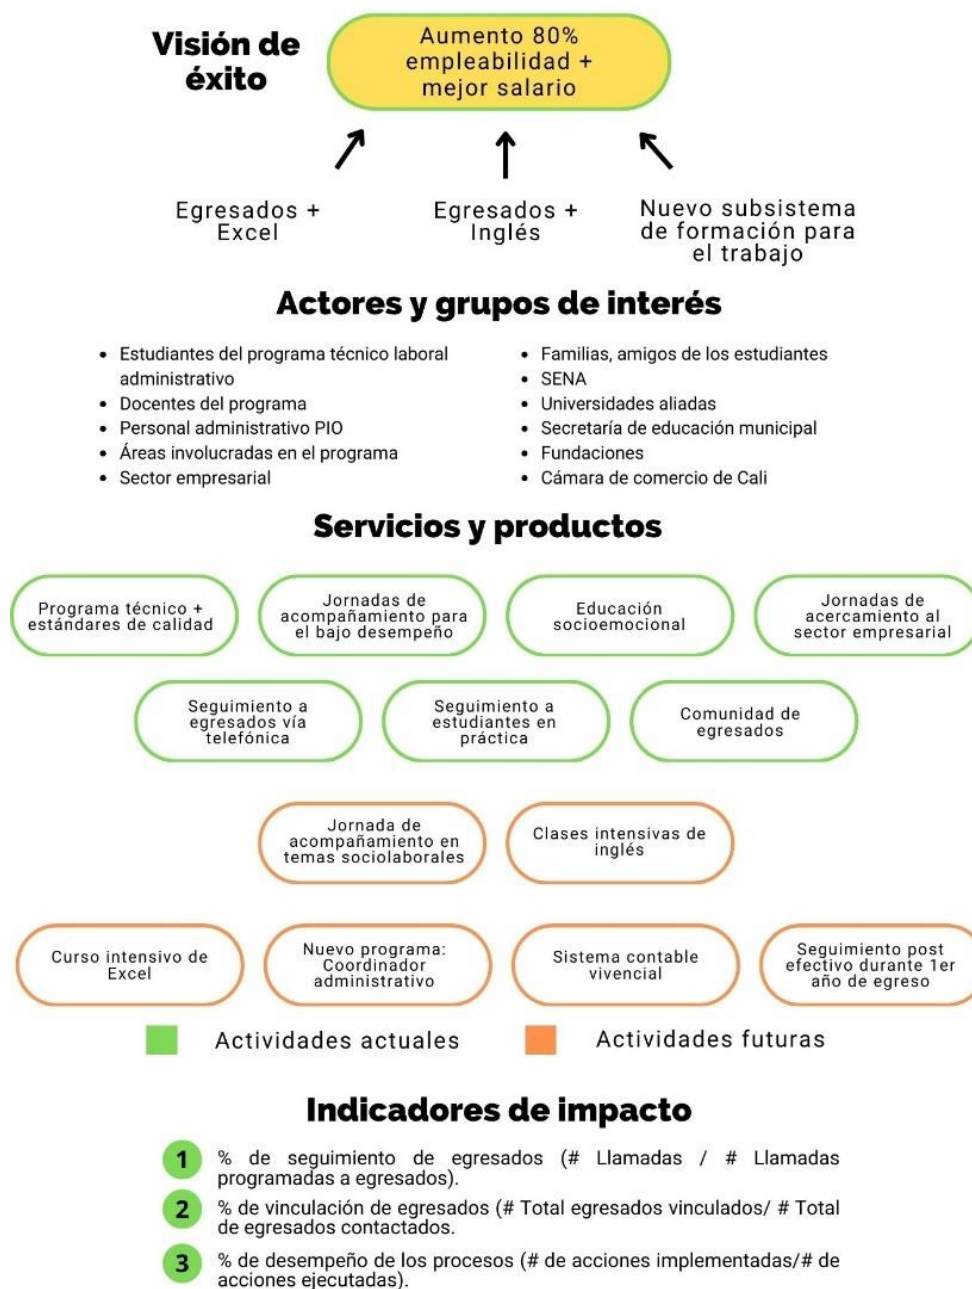 Visión de
éxito
Aumento 80%
empleabilidad +
mejor salario
Egresados +
Excel
Egresados +
Inglés
Nuevo subsistema
de formación para
el trabajo
Actores y grupos de interés
• Estudiantes del programa técnico laboral
administrativo
• Docentes del programa
• Personal administrativo PIO
• Áreas involucradas en el programa
• Sector empresarial
• Familias, amigos de los estudiantes
• SENA
• Universidades aliadas
• Secretaría de educación municipal
• Fundaciones
• Cámara de comercio de Cali
Servicios y productos
Programa técnico +
estándares de calidad
Jornadas de
acompañamiento para
el bajo desempeño
Educación
socioemocional
Jornadas de
acercamiento al
sector empresarial
Seguimiento a
egresados vía
telefónica
Seguimiento a
estudiantes en
práctica
Comunidad de
egresados
Jornada de
acompañamiento en
temas sociolaborales
Clases intensivas de
inglés
Curso intensivo de
Excel
Nuevo programa:
Coordinador
administrativo
Sistema contable
vivencial
Seguimiento post
efectivo durante 1er
año de egreso
Actividades actuales
Actividades futuras
Indicadores de impacto
1 % de seguimiento de egresados (# Llamadas / # Llamadas
programadas a egresados).
2 % de vinculación de egresados (# Total egresados vinculados/ # Total
de egresados contactados.
3 % de desempeño de los procesos (# de acciones implementadas/# de
acciones ejecutadas).